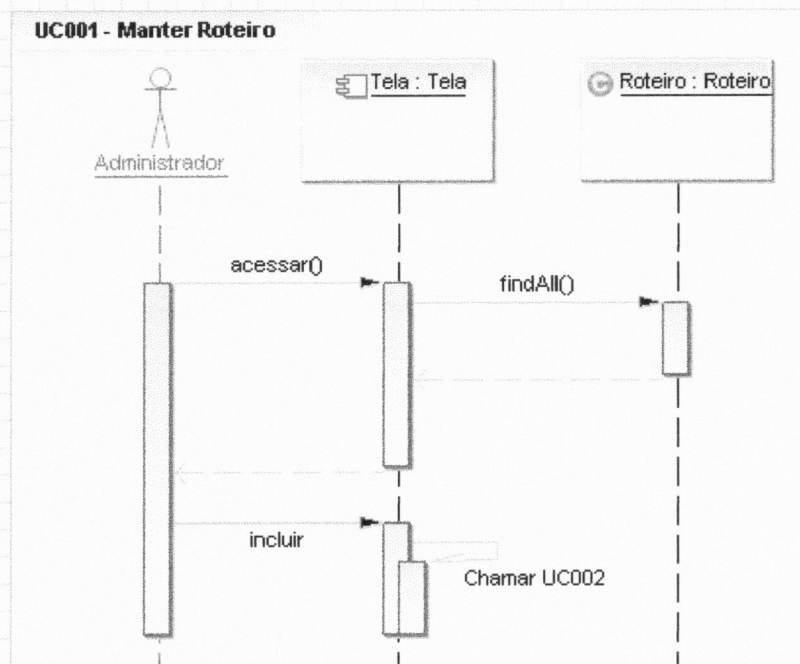 UC001 - Manter Roteiro
Tela : Tela
Roteiro : Roteiro
Administrador
acessar()
findAll()
incluir
Chamar UC002